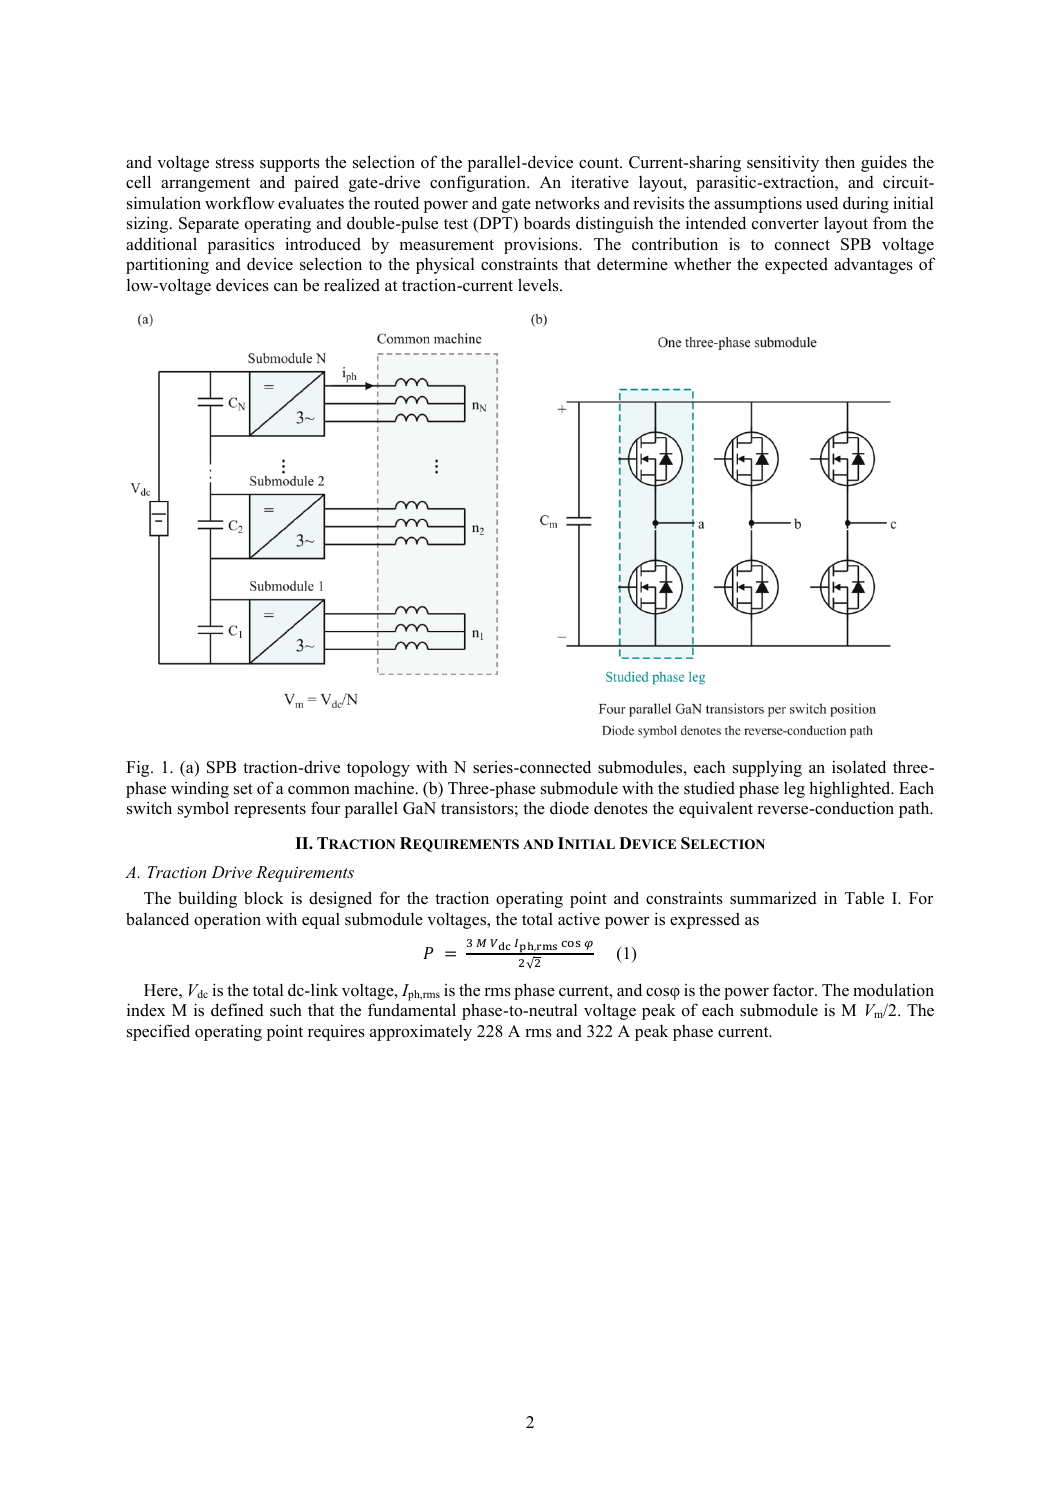 and voltage stress supports the selection of the parallel-device count. Current-sharing sensitivity then guides the
cell arrangement and paired gate-drive configuration. An iterative layout, parasitic-extraction, and circuit-
simulation workflow evaluates the routed power and gate networks and revisits the assumptions used during initial
sizing. Separate operating and double-pulse test (DPT) boards distinguish the intended converter layout from the
additional parasitics introduced by measurement provisions. The contribution is to connect SPB voltage
partitioning and device selection to the physical constraints that determine whether the expected advantages of
low-voltage devices can be realized at traction-current levels.
(a)
Common machine
Submodule N
iph
CN
=
3~
nN
⋮
⋮
Submodule 2
Vdc
C2
=
3~
n2
Submodule 1
C1
=
3~
n1
Vm = Vdc/N
(b)
One three-phase submodule
+
Cm
a
b
c
−
Studied phase leg
Four parallel GaN transistors per switch position
Diode symbol denotes the reverse-conduction path
Fig. 1. (a) SPB traction-drive topology with N series-connected submodules, each supplying an isolated three-
phase winding set of a common machine. (b) Three-phase submodule with the studied phase leg highlighted. Each
switch symbol represents four parallel GaN transistors; the diode denotes the equivalent reverse-conduction path.
II. TRACTION REQUIREMENTS AND INITIAL DEVICE SELECTION
A. Traction Drive Requirements
The building block is designed for the traction operating point and constraints summarized in Table I. For
balanced operation with equal submodule voltages, the total active power is expressed as
P = 3 M Vdc Iph,rms cos φ / 2√2 (1)
Here, Vdc is the total dc-link voltage, Iph,rms is the rms phase current, and cosφ is the power factor. The modulation
index M is defined such that the fundamental phase-to-neutral voltage peak of each submodule is M Vm/2. The
specified operating point requires approximately 228 A rms and 322 A peak phase current.
2